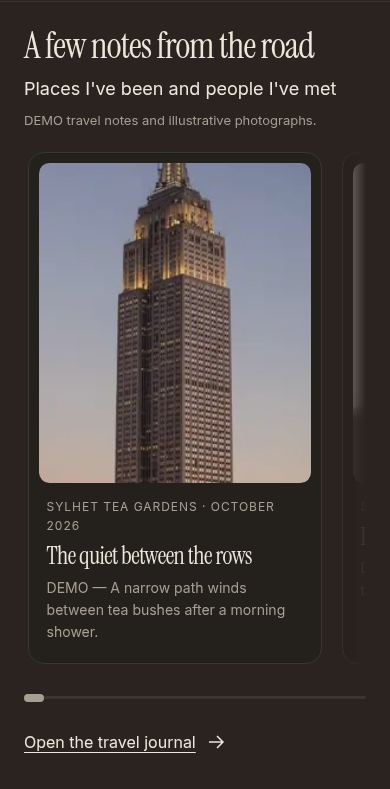 A few notes from the road
Places I've been and people I've met
DEMO travel notes and illustrative photographs.
SYLHET TEA GARDENS · OCTOBER
2026
The quiet between the rows
DEMO — A narrow path winds
between tea bushes after a morning
shower.
Open the travel journal →